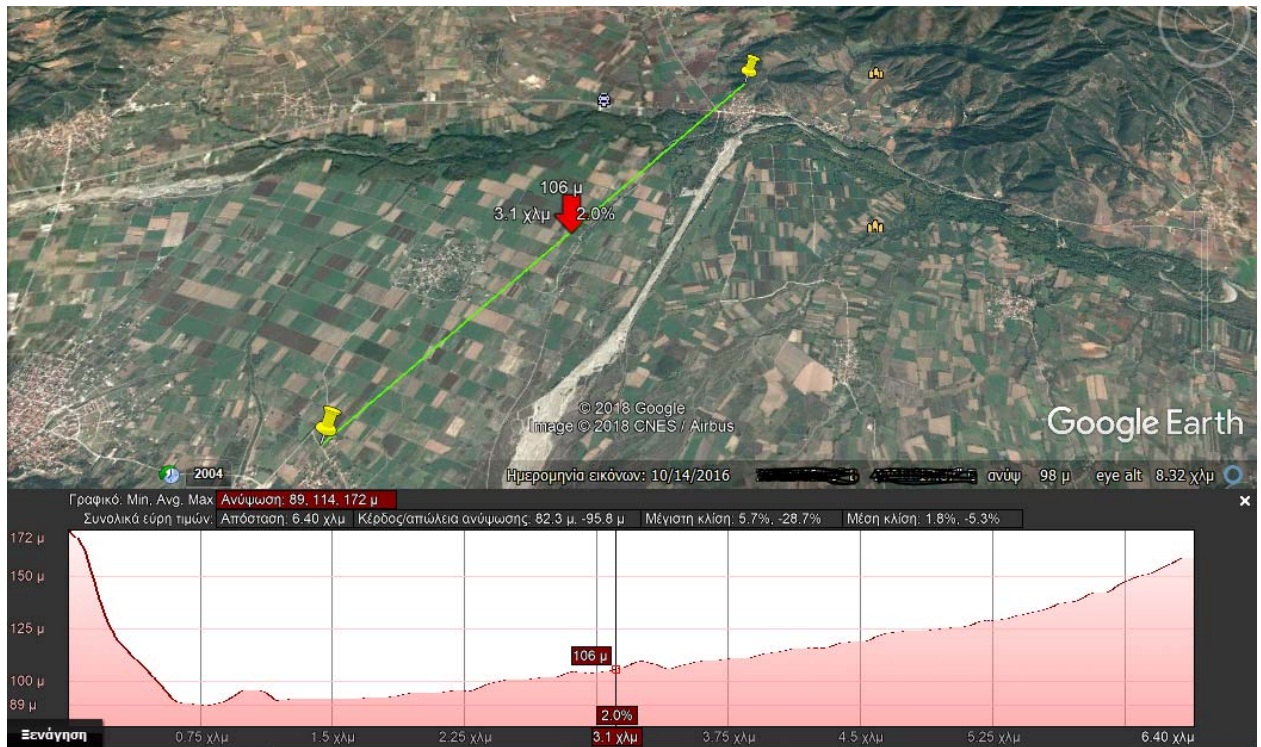 106 μ
3.1 χλμ 2.0%
© 2018 Google
Image © 2018 CNES / Airbus
Google Earth
2004
Ημερομηνία εικόνων: 10/14/2016 ανύψ 98 μ eye alt 8.32 χλμ
Γραφικό: Min, Avg, Max Ανύψωση: 89, 114, 172 μ
Συνολικά εύρη τιμών: Απόσταση: 6.40 χλμ Κέρδος/απώλεια ανύψωσης: 82.3 μ, -95.8 μ Μέγιστη κλίση: 5.7%, -28.7% Μέση κλίση: 1.8%, -5.3%
172 μ
150 μ
125 μ
106 μ
100 μ
89 μ
2.0%
Ξενάγηση 0.75 χλμ 1.5 χλμ 2.25 χλμ 3.1 χλμ 3.75 χλμ 4.5 χλμ 5.25 χλμ 6.40 χλμ